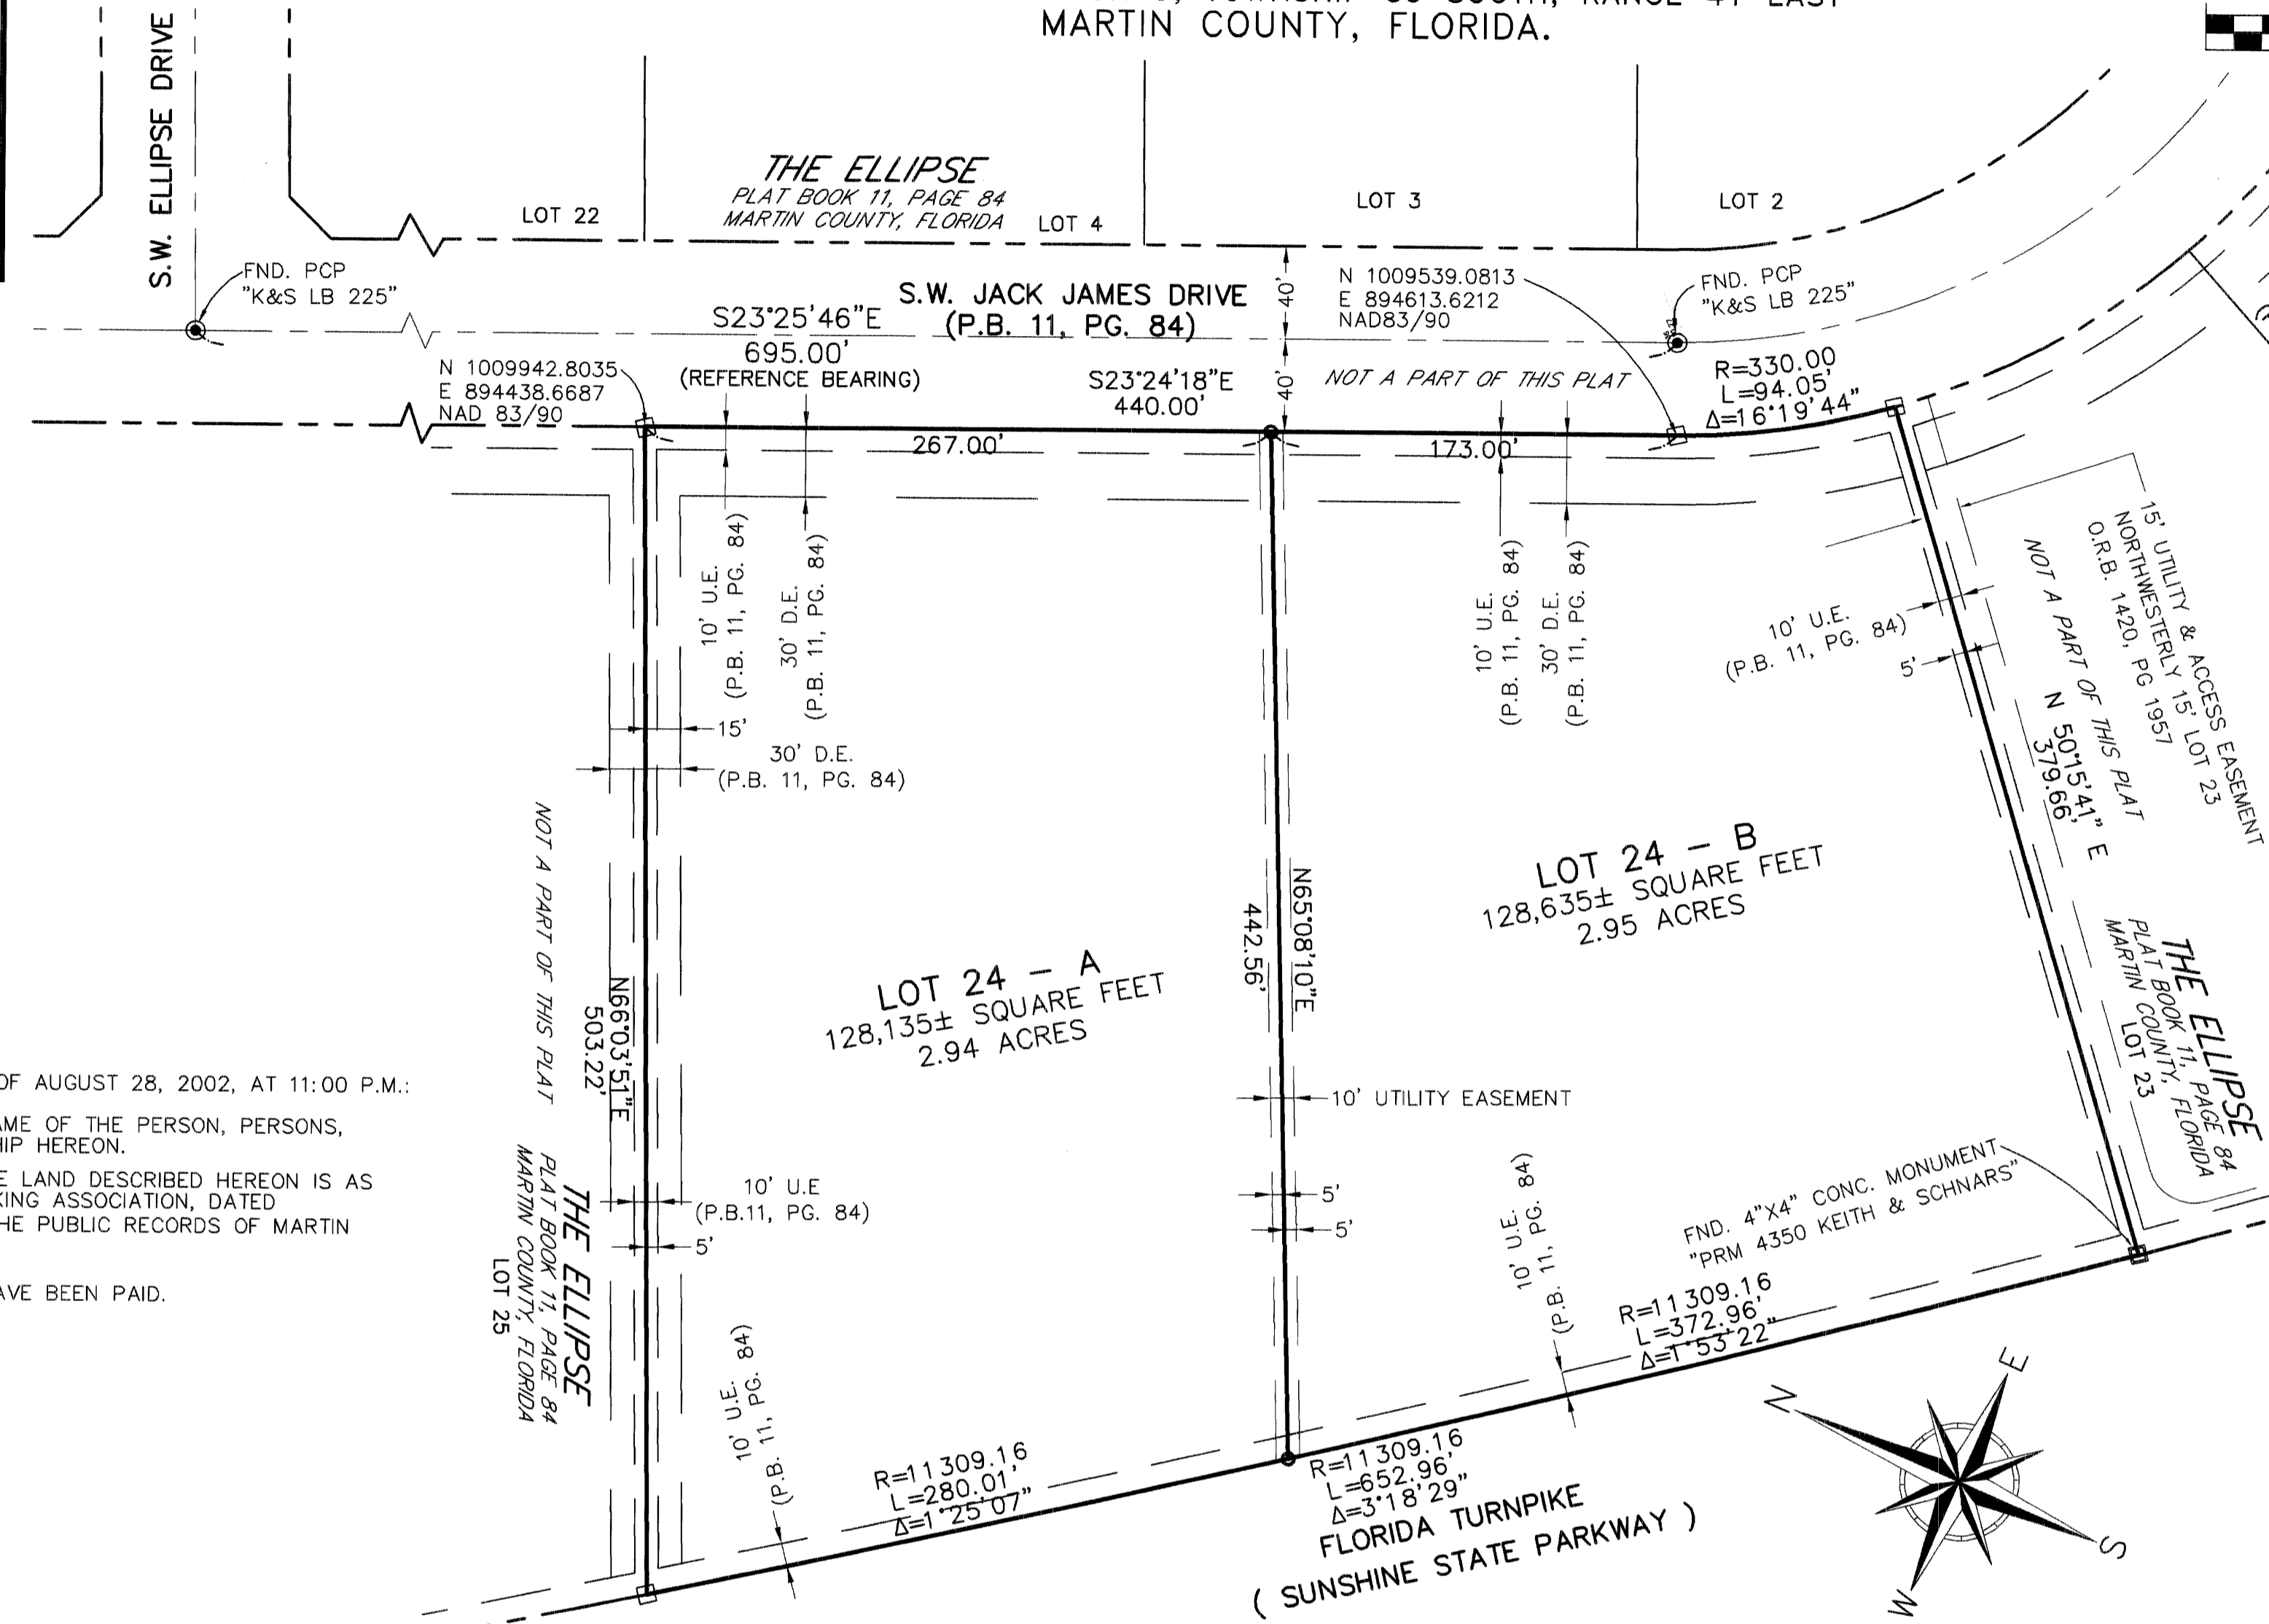 MARTIN COUNTY, FLORIDA.
S.W. ELLIPSE DRIVE
THE ELLIPSE
PLAT BOOK 11, PAGE 84
MARTIN COUNTY, FLORIDA
LOT 22
LOT 4
LOT 3
LOT 2
FND. PCP
"K&S LB 225"
S.W. JACK JAMES DRIVE
(P.B. 11, PG. 84)
S23°25'46"E
695.00'
(REFERENCE BEARING)
40'
40'
N 1009539.0813
E 894613.6212
NAD83/90
FND. PCP
"K&S LB 225"
N 1009942.8035
E 894438.6687
NAD 83/90
S23°24'18"E
440.00'
NOT A PART OF THIS PLAT
R=330.00
L=94.05'
Δ=16°19'44"
267.00'
173.00'
10' U.E.
(P.B. 11, PG. 84)
30' D.E.
(P.B. 11, PG. 84)
10' U.E.
(P.B. 11, PG. 84)
30' D.E.
(P.B. 11, PG. 84)
10' U.E.
(P.B. 11, PG. 84)
5'
15' UTILITY & ACCESS EASEMENT
NORTHWESTERLY 15' LOT 23
O.R.B. 1420, PG 1957
NOT A PART OF THIS PLAT
N 50°15'41" E
379.66'
15'
30' D.E.
(P.B. 11, PG. 84)
NOT A PART OF THIS PLAT
N66°03'51"E
503.22'
LOT 24 - A
128,135± SQUARE FEET
2.94 ACRES
N65°08'10"E
442.56'
LOT 24 - B
128,635± SQUARE FEET
2.95 ACRES
THE ELLIPSE
PLAT BOOK 11, PAGE 84
MARTIN COUNTY, FLORIDA
LOT 23
OF AUGUST 28, 2002, AT 11:00 P.M.:
AME OF THE PERSON, PERSONS,
HIP HEREON.
E LAND DESCRIBED HEREON IS AS
KING ASSOCIATION, DATED
THE PUBLIC RECORDS OF MARTIN
AVE BEEN PAID.
10' UTILITY EASEMENT
5'
5'
10' U.E
(P.B.11, PG. 84)
5'
THE ELLIPSE
PLAT BOOK 11, PAGE 84
MARTIN COUNTY, FLORIDA
LOT 25
FND. 4"X4" CONC. MONUMENT
"PRM 4350 KEITH & SCHNARS"
10' U.E.
(P.B. 11, PG. 84)
R=11309.16
L=372.96'
Δ=1°53'22"
10' U.E.
(P.B. 11, PG. 84)
R=11309.16
L=280.01'
Δ=1°25'07"
R=11309.16
L=652.96'
Δ=3°18'29"
FLORIDA TURNPIKE
( SUNSHINE STATE PARKWAY )
N
E
S
W